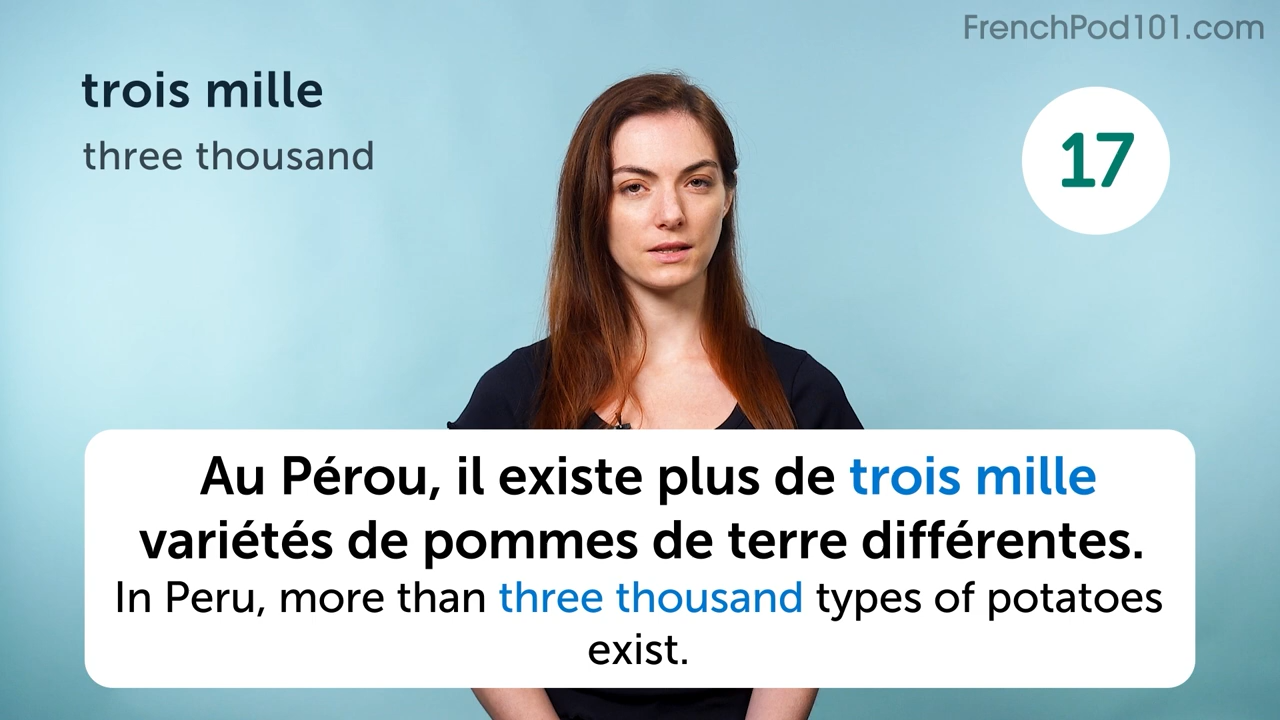 FrenchPod101.com
trois mille
three thousand
17
Au Pérou, il existe plus de trois mille
variétés de pommes de terre différentes.
In Peru, more than three thousand types of potatoes
exist.